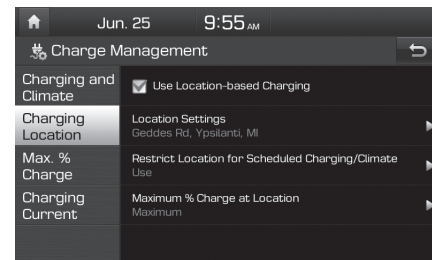 Jun. 25 9:55 AM
Charge Management
Charging and
Climate
Use Location-based Charging
Charging
Location
Location Settings
Geddes Rd, Ypsilanti, MI
Max. %
Charge
Restrict Location for Scheduled Charging/Climate
Use
Charging
Current
Maximum % Charge at Location
Maximum